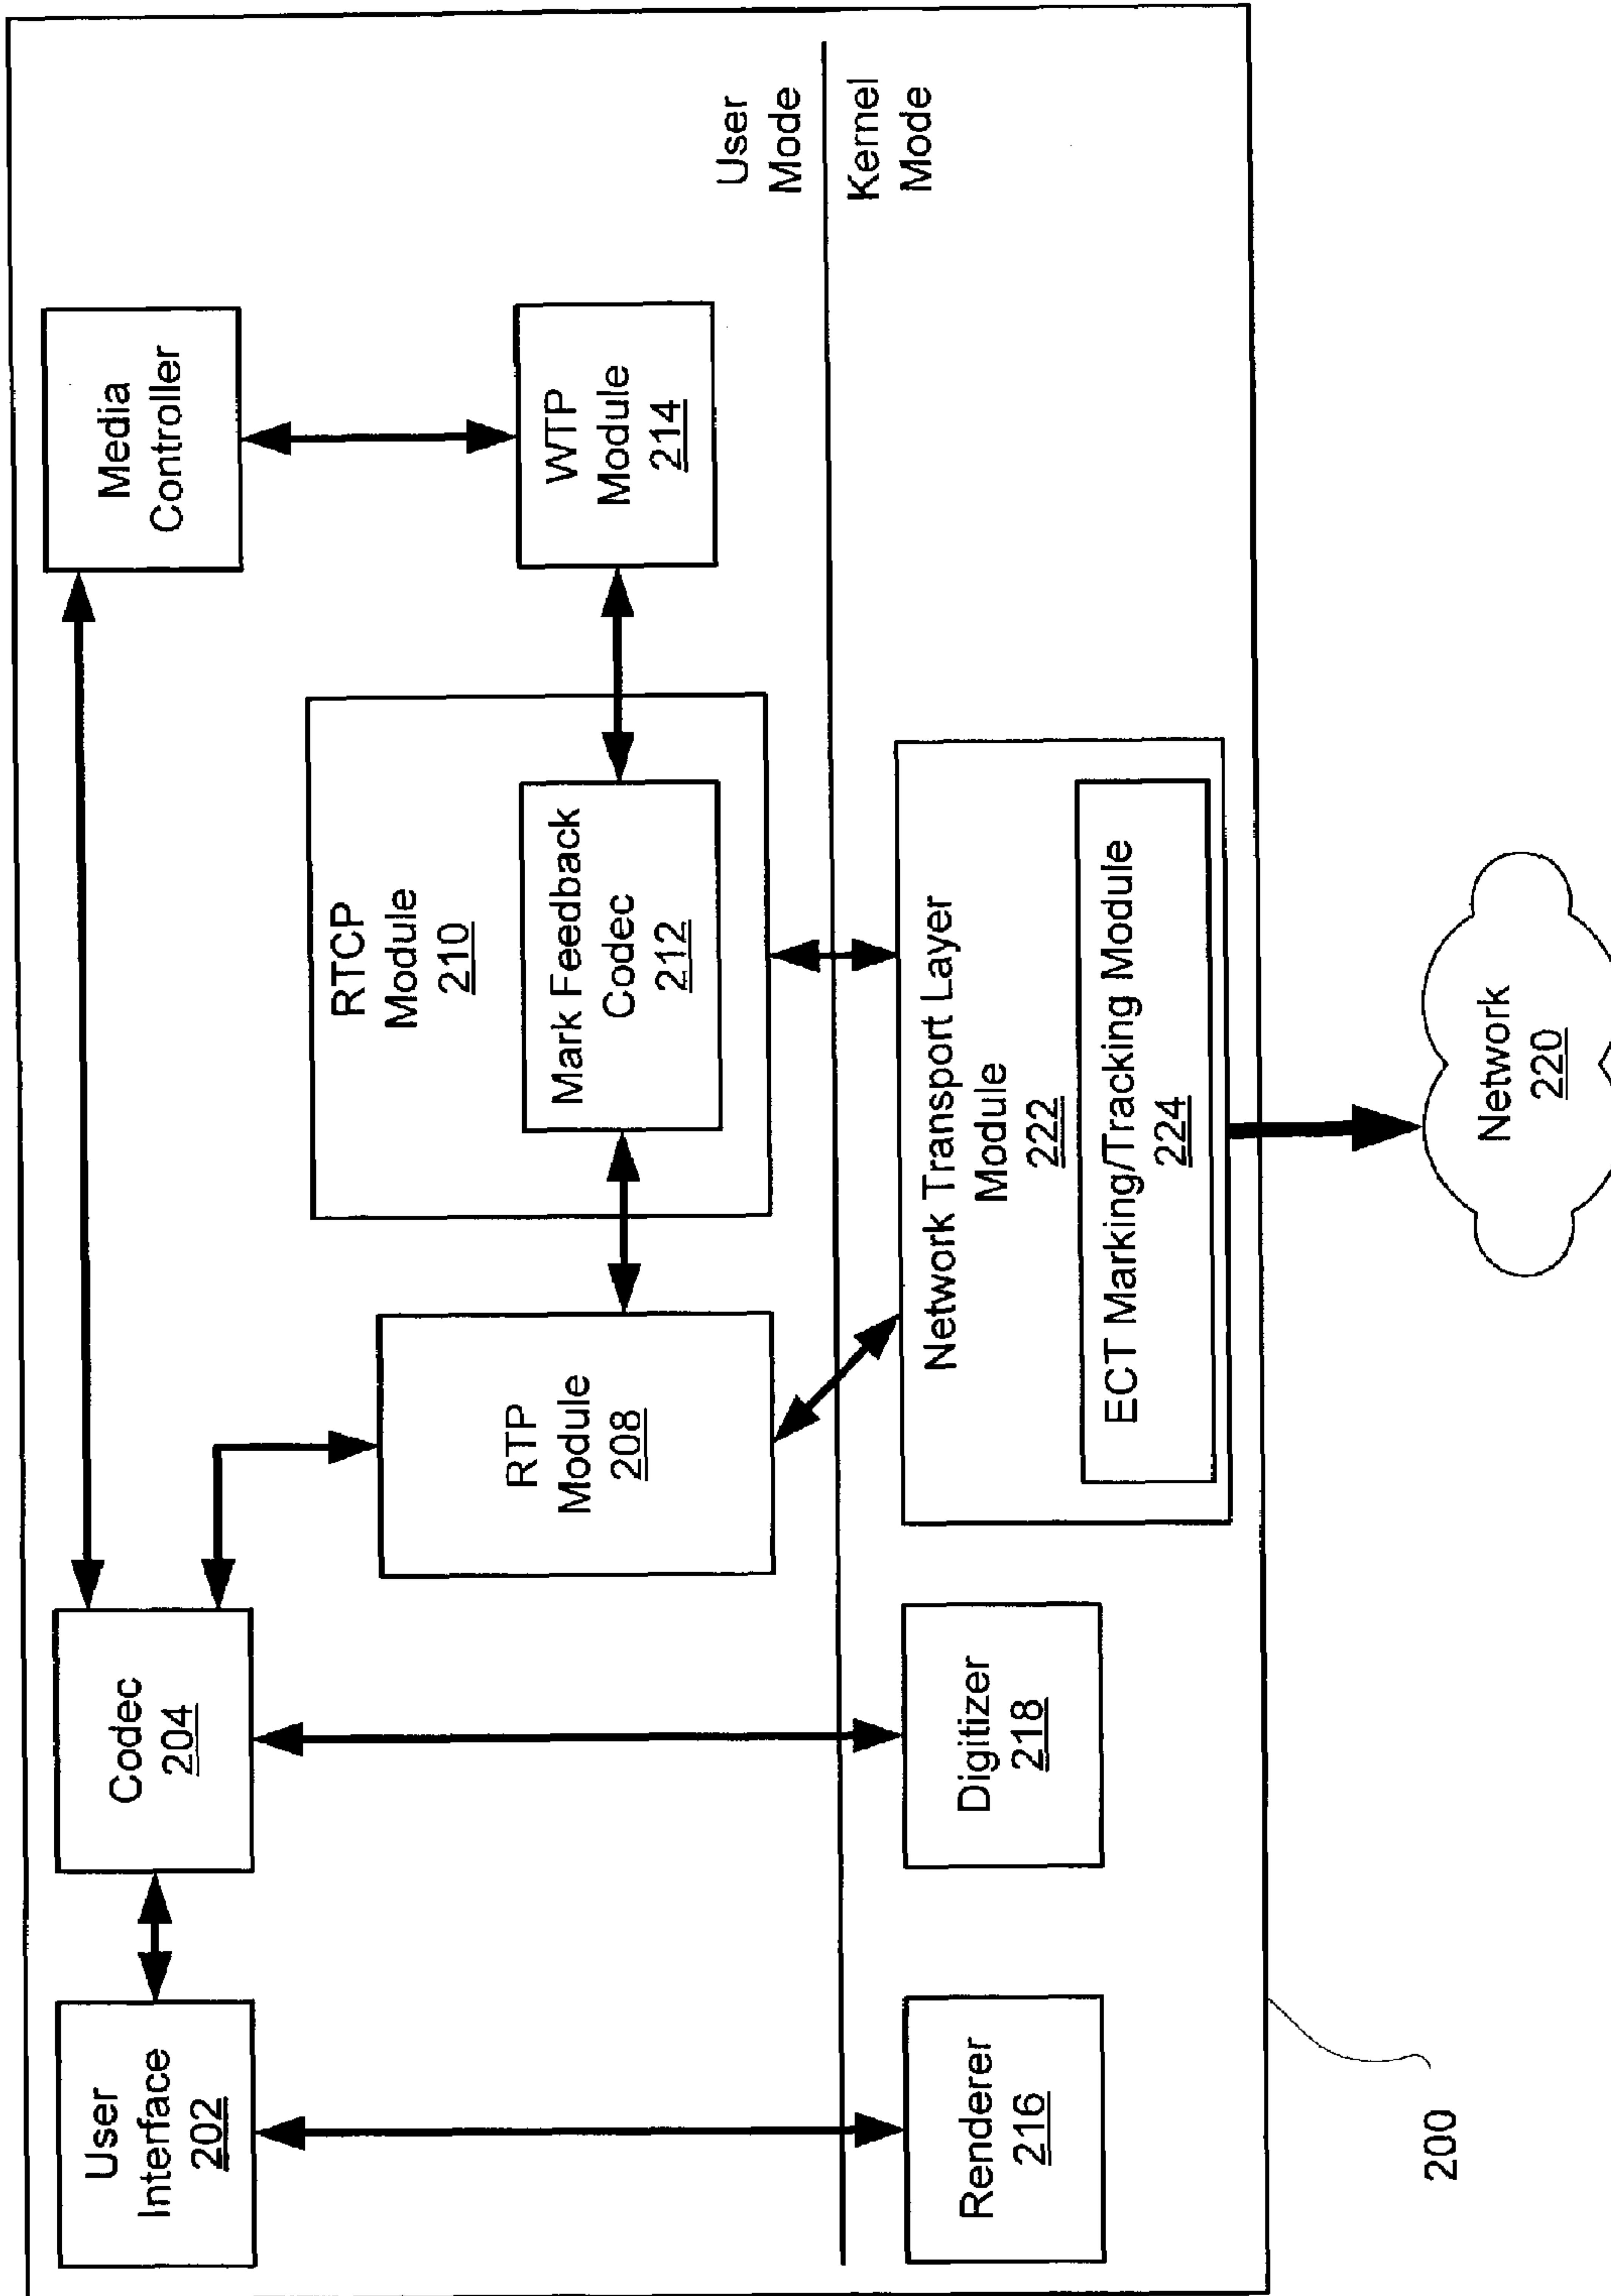 User
Interface
202
Codec
204
Media
Controller
RTP
Module
208
RTCP
Module
210
Mark Feedback
Codec
212
WTP
Module
214
User
Mode
Kernel
Mode
Renderer
216
Digitizer
218
Network Transport Layer
Module
222
ECT Marking/Tracking Module
224
Network
220
200